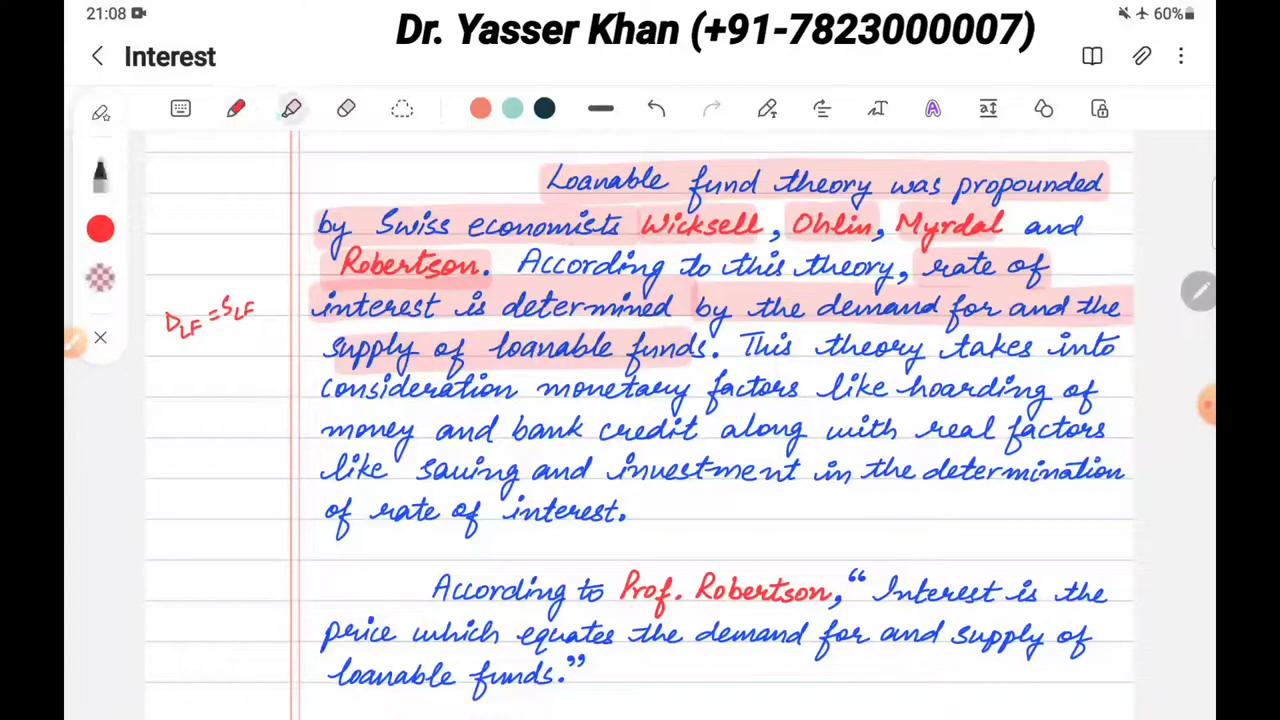 21:08
Dr. Yasser Khan (+91-7823000007)
60%
Interest
Loanable fund theory was propounded
by Swiss economists Wicksell, Ohlin, Myrdal and
Robertson. According to this theory, rate of
interest is determined by the demand for and the
supply of loanable funds. This theory takes into
consideration monetary factors like hoarding of
money and bank credit along with real factors
like saving and investment in the determination
of rate of interest.
DLF = SLF
According to Prof. Robertson, “Interest is the
price which equates the demand for and supply of
loanable funds.”